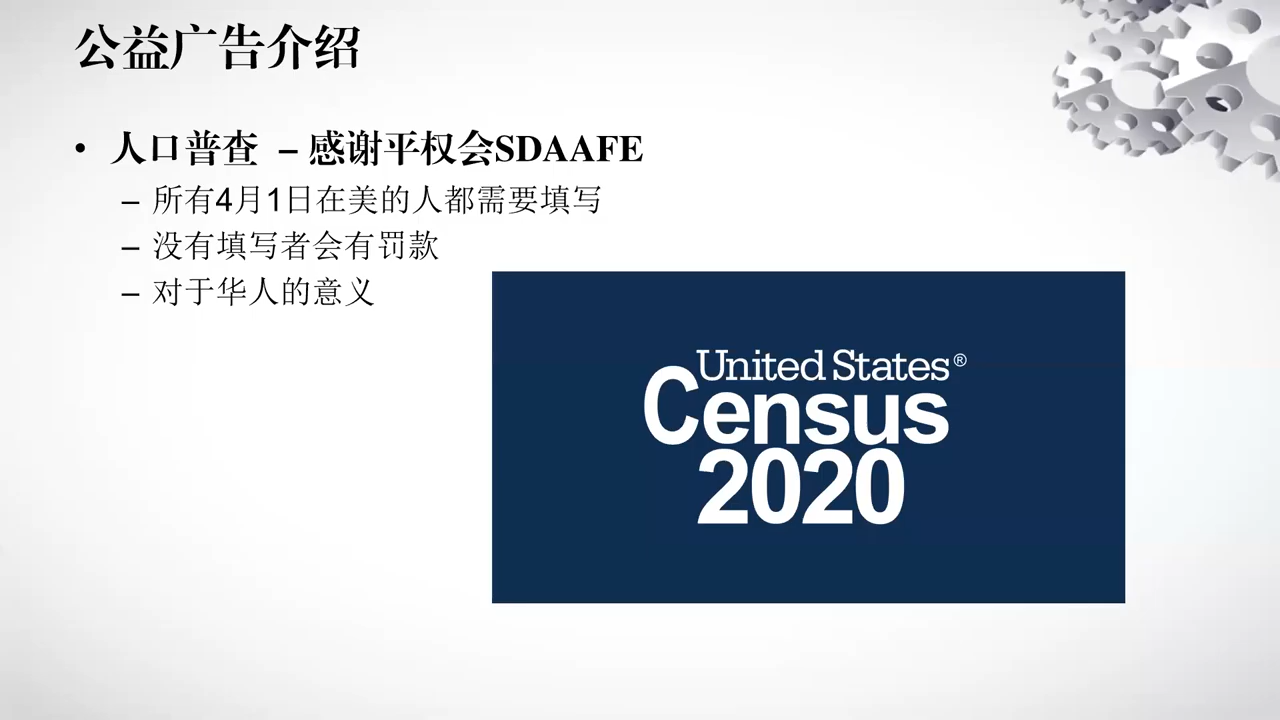 公益广告介绍
• 人口普查 – 感谢平权会SDAAFE
– 所有4月1日在美的人都需要填写
– 没有填写者会有罚款
– 对于华人的意义
United States®
Census
2020